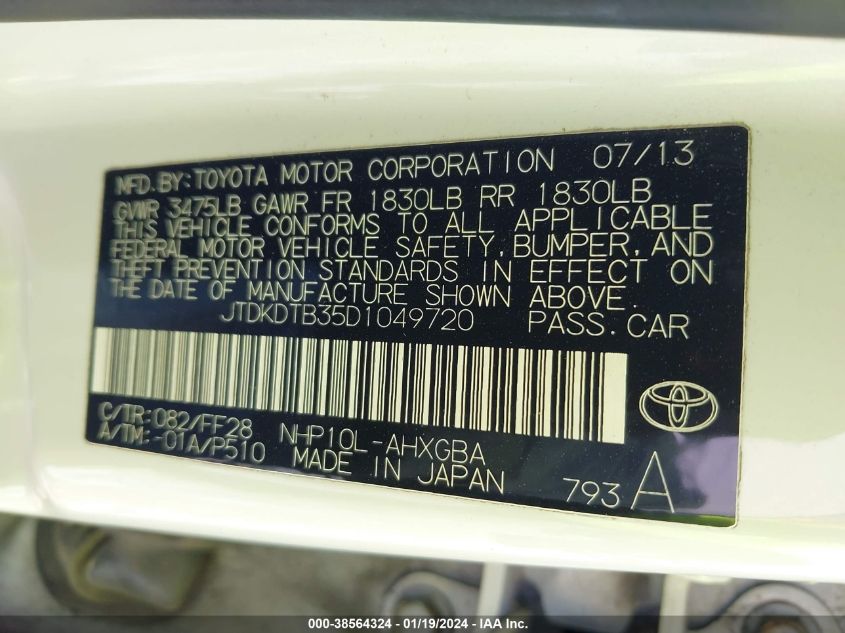 MFD. BY: TOYOTA MOTOR CORPORATION 07/13
GVWR 3475LB GAWR FR 1830LB RR 1830LB
THIS VEHICLE CONFORMS TO ALL APPLICABLE
FEDERAL MOTOR VEHICLE SAFETY, BUMPER, AND
THEFT PREVENTION STANDARDS IN EFFECT ON
THE DATE OF MANUFACTURE SHOWN ABOVE.
JTDKDTB35D1049720 PASS. CAR
C/TR: 082/FF28 NHP10L-AHXGBA
A/TM: -01A/P510 MADE IN JAPAN
793 A
000-38564324 - 01/19/2024 - IAA Inc.